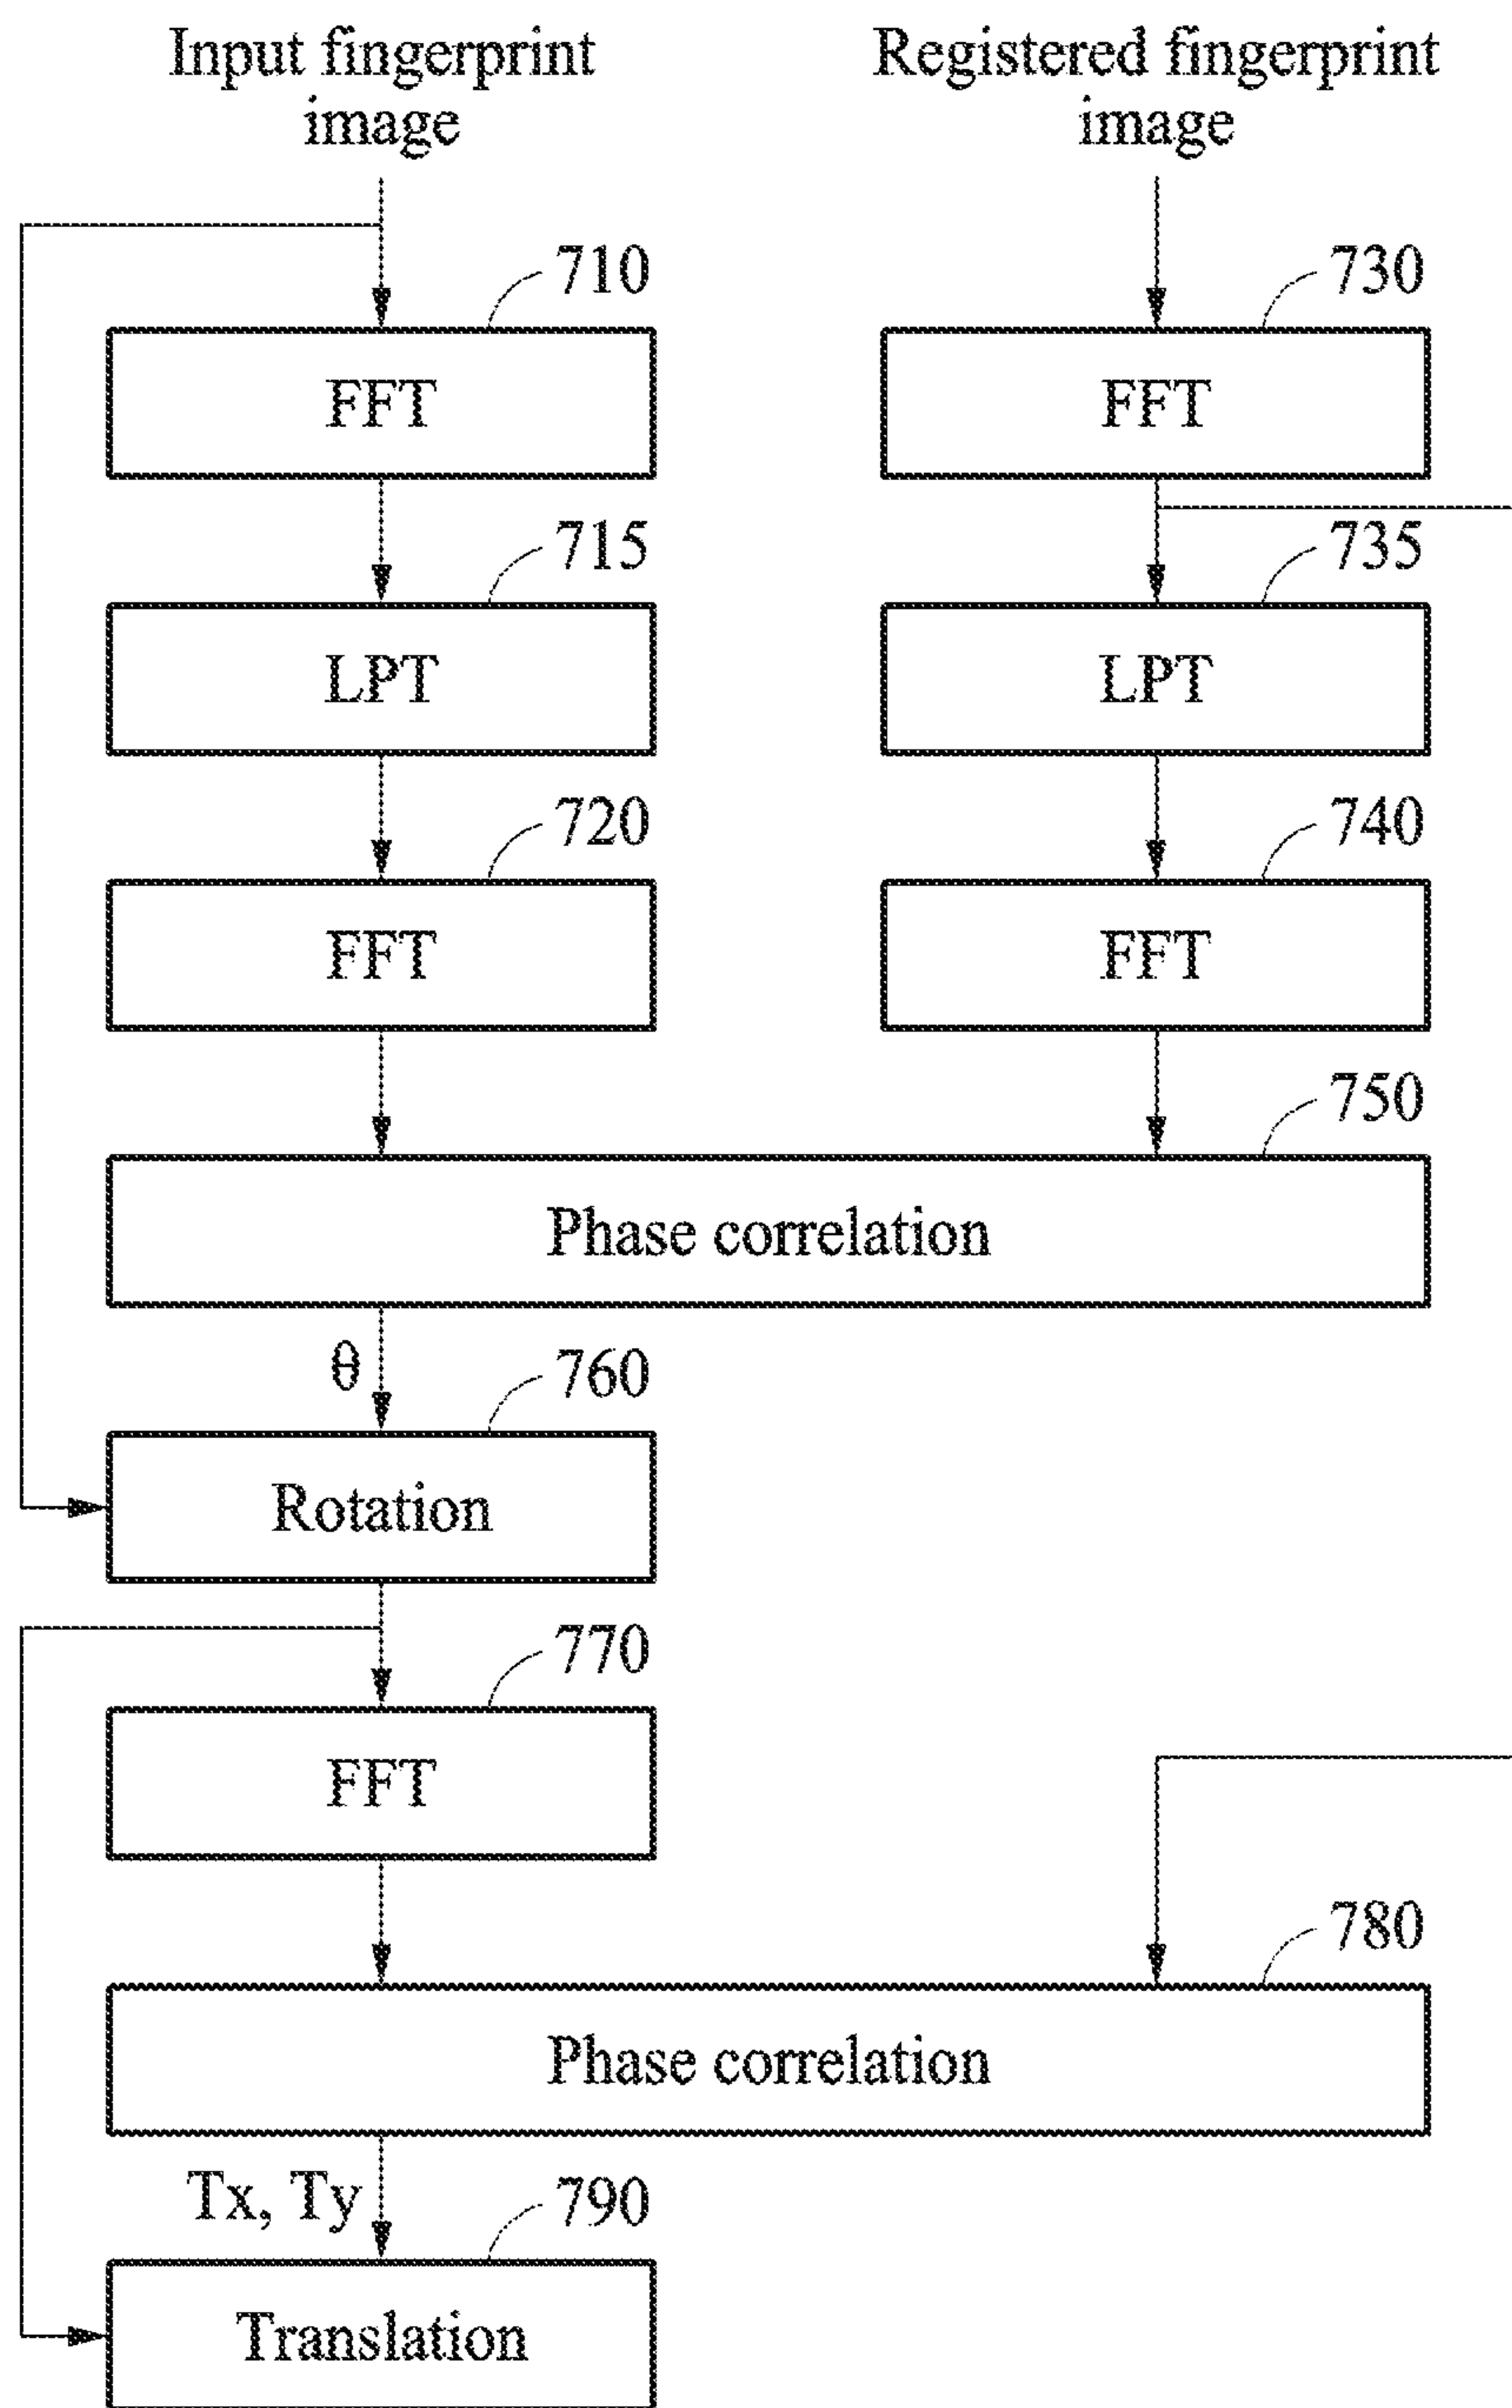 Input fingerprint
image
Registered fingerprint
image
710
730
FFT
FFT
715
735
LPT
LPT
720
740
FFT
FFT
750
Phase correlation
θ
760
Rotation
770
FFT
780
Phase correlation
Tx, Ty
790
Translation